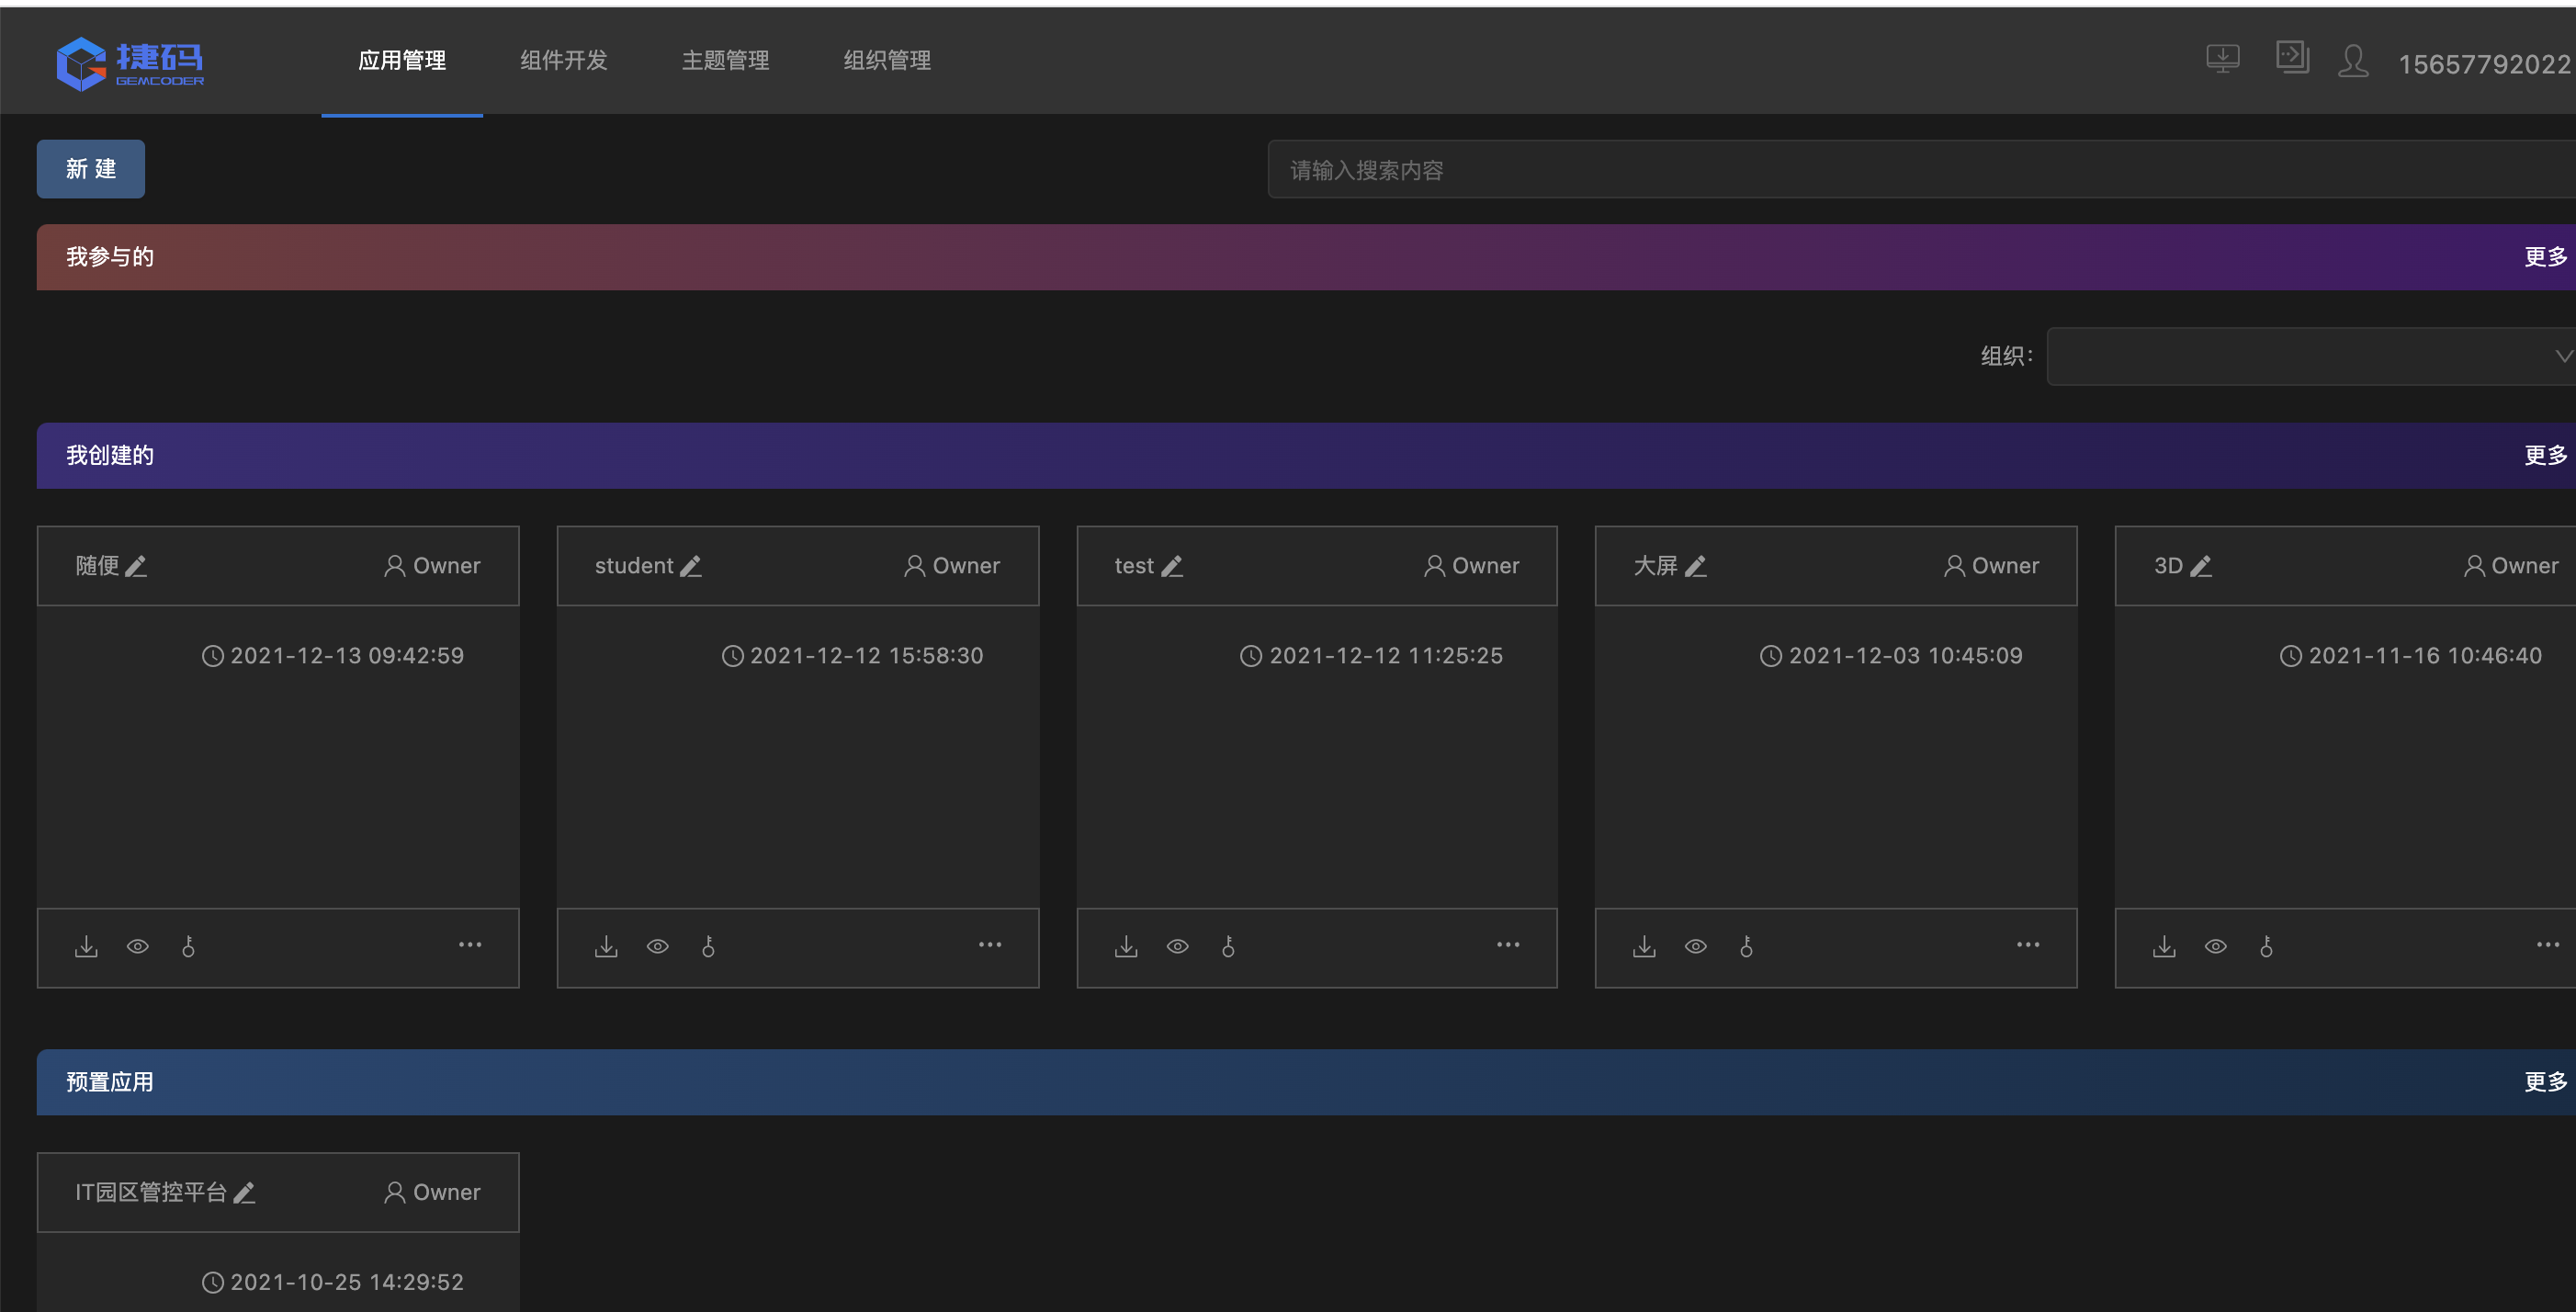 捷码 GEMCODER 应用管理 组件开发 主题管理 组织管理 15657792022
新 建 请输入搜索内容
我参与的 更多
组织：
我创建的 更多
随便 Owner student Owner test Owner 大屏 Owner 3D Owner
2021-12-13 09:42:59 2021-12-12 15:58:30 2021-12-12 11:25:25 2021-12-03 10:45:09 2021-11-16 10:46:40
预置应用 更多
IT园区管控平台 Owner
2021-10-25 14:29:52